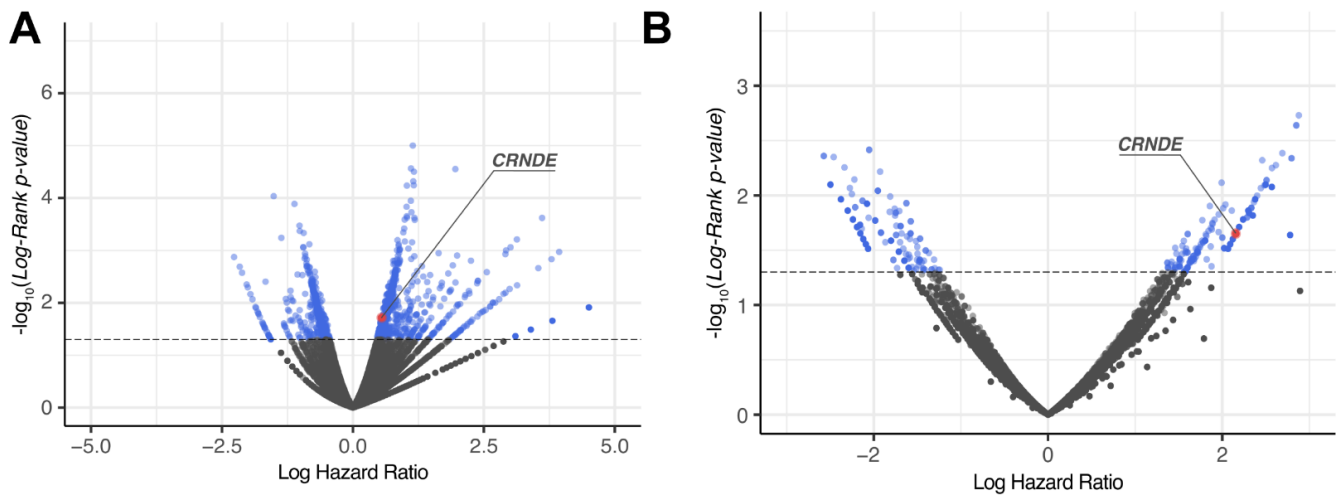 A
-log10(Log-Rank p-value)
6
4
2
0
CRNDE
−5.0 −2.5 0.0 2.5 5.0
Log Hazard Ratio
B
-log10(Log-Rank p-value)
3
2
1
0
CRNDE
−2 0 2
Log Hazard Ratio